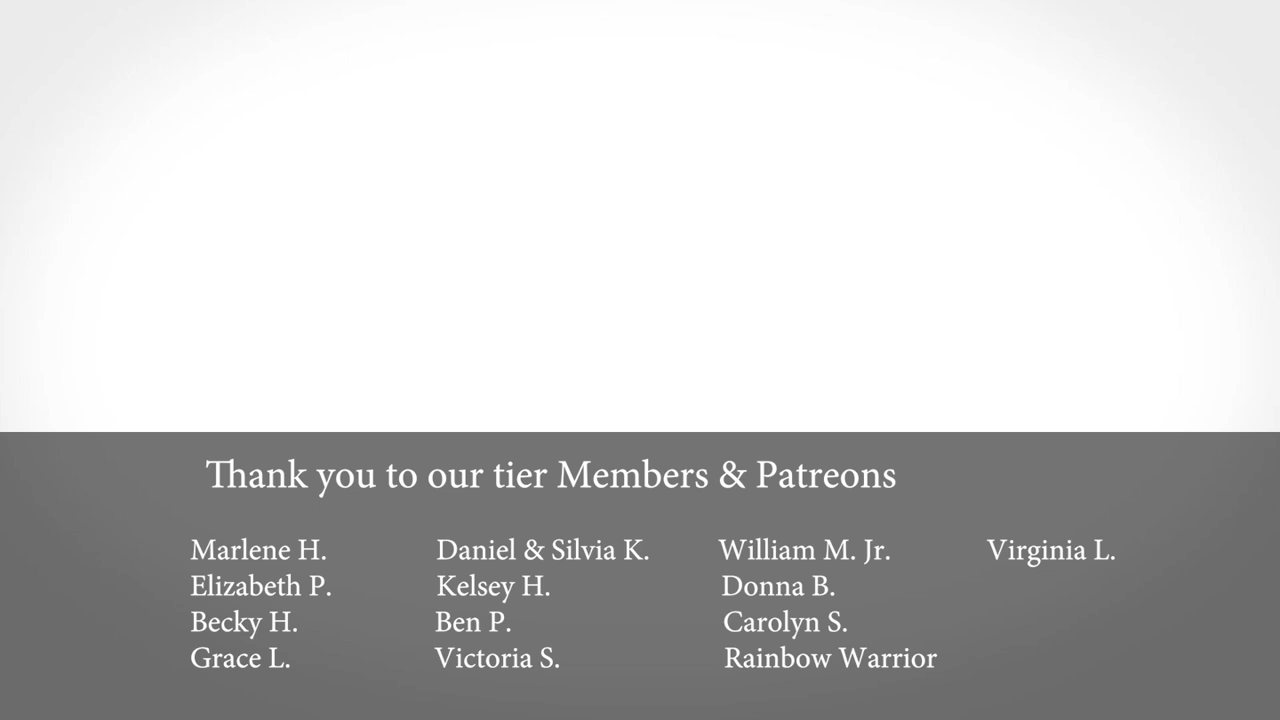 Thank you to our tier Members & Patreons
Marlene H. Daniel & Silvia K. William M. Jr. Virginia L.
Elizabeth P. Kelsey H. Donna B.
Becky H. Ben P. Carolyn S.
Grace L. Victoria S. Rainbow Warrior